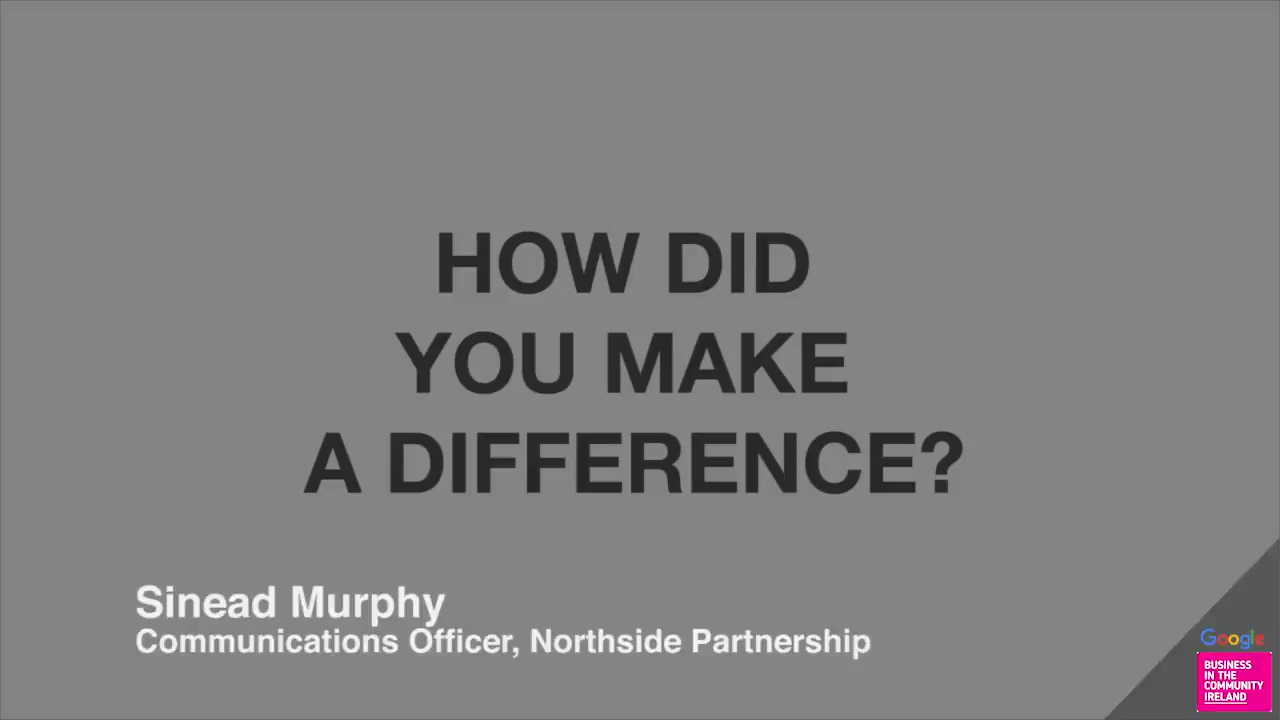 HOW DID
YOU MAKE
A DIFFERENCE?
Sinead Murphy
Communications Officer, Northside Partnership
Google
BUSINESS
IN THE
COMMUNITY
IRELAND